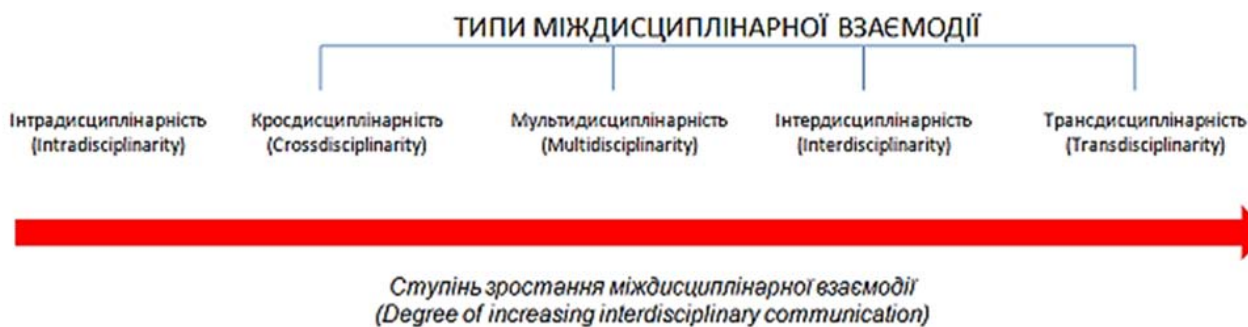 ТИПИ МІЖДИСЦИПЛІНАРНОЇ ВЗАЄМОДІЇ
Інтрадисциплінарність
(Intradisciplinarity)
Кросдисциплінарність
(Crossdisciplinarity)
Мультидисциплінарність
(Multidisciplinarity)
Інтердисциплінарність
(Interdisciplinarity)
Трансдисциплінарність
(Transdisciplinarity)
Ступінь зростання міждисциплінарної взаємодії
(Degree of increasing interdisciplinary communication)